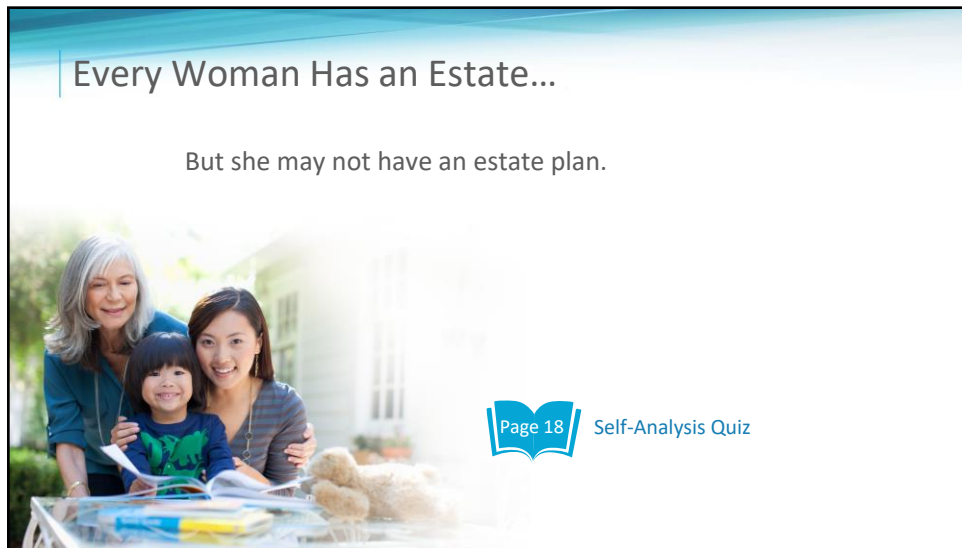 Every Woman Has an Estate…
But she may not have an estate plan.
Page 18 Self-Analysis Quiz